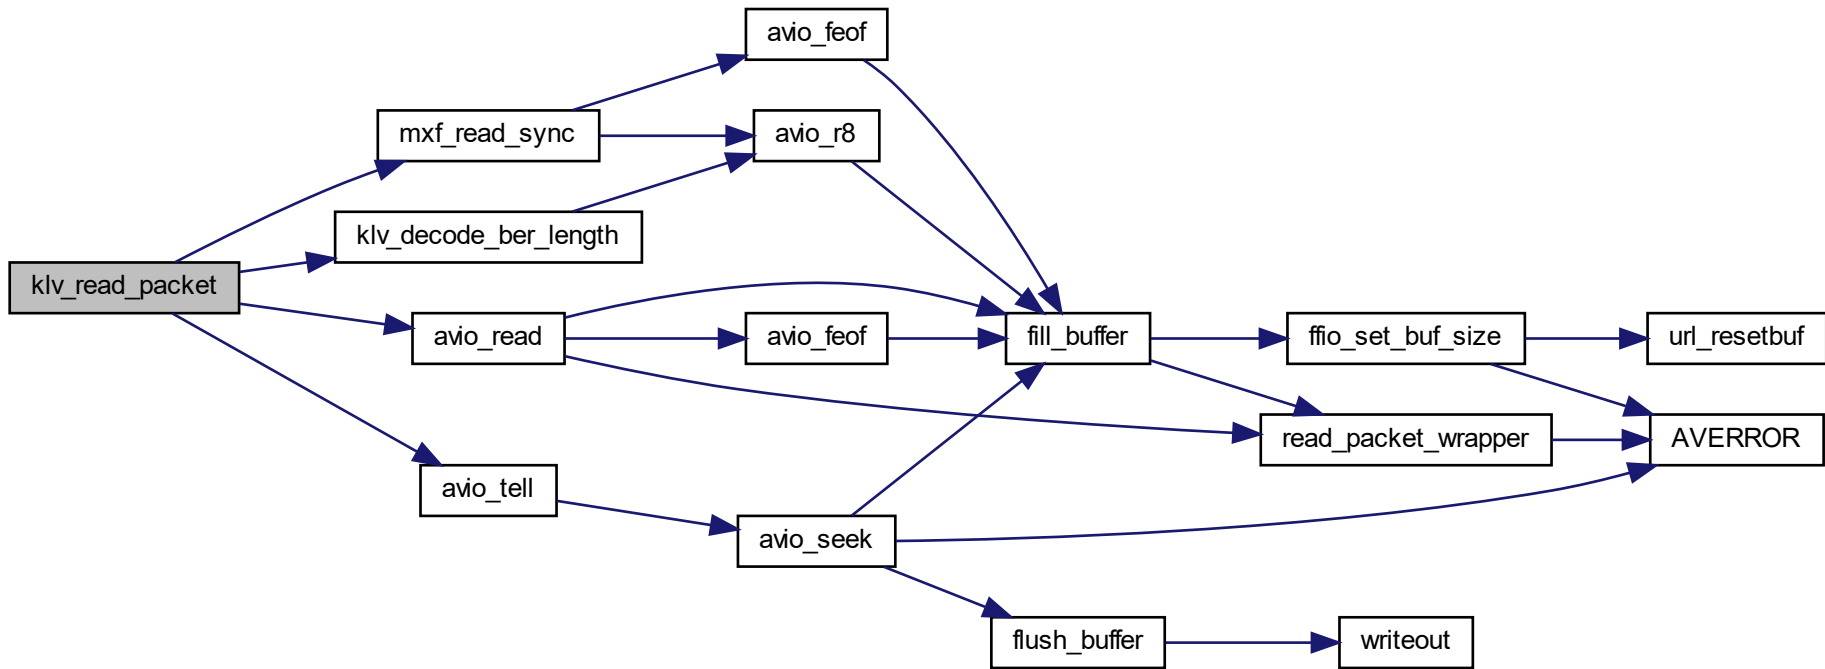 avio_feof
mxf_read_sync
avio_r8
klv_decode_ber_length
klv_read_packet
avio_read
avio_feof
fill_buffer
ffio_set_buf_size
url_resetbuf
read_packet_wrapper
AVERROR
avio_tell
avio_seek
flush_buffer
writeout